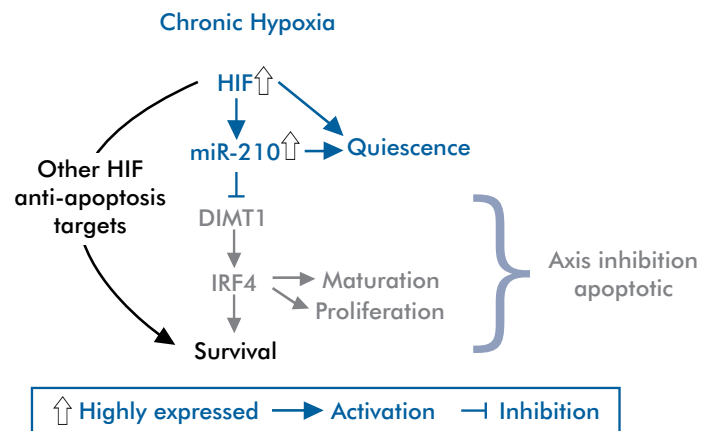 Chronic Hypoxia
HIF
miR-210
Quiescence
Other HIF
anti-apoptosis
targets
DIMT1
IRF4
Maturation
Proliferation
Survival
Axis inhibition
apoptotic
Highly expressed Activation Inhibition